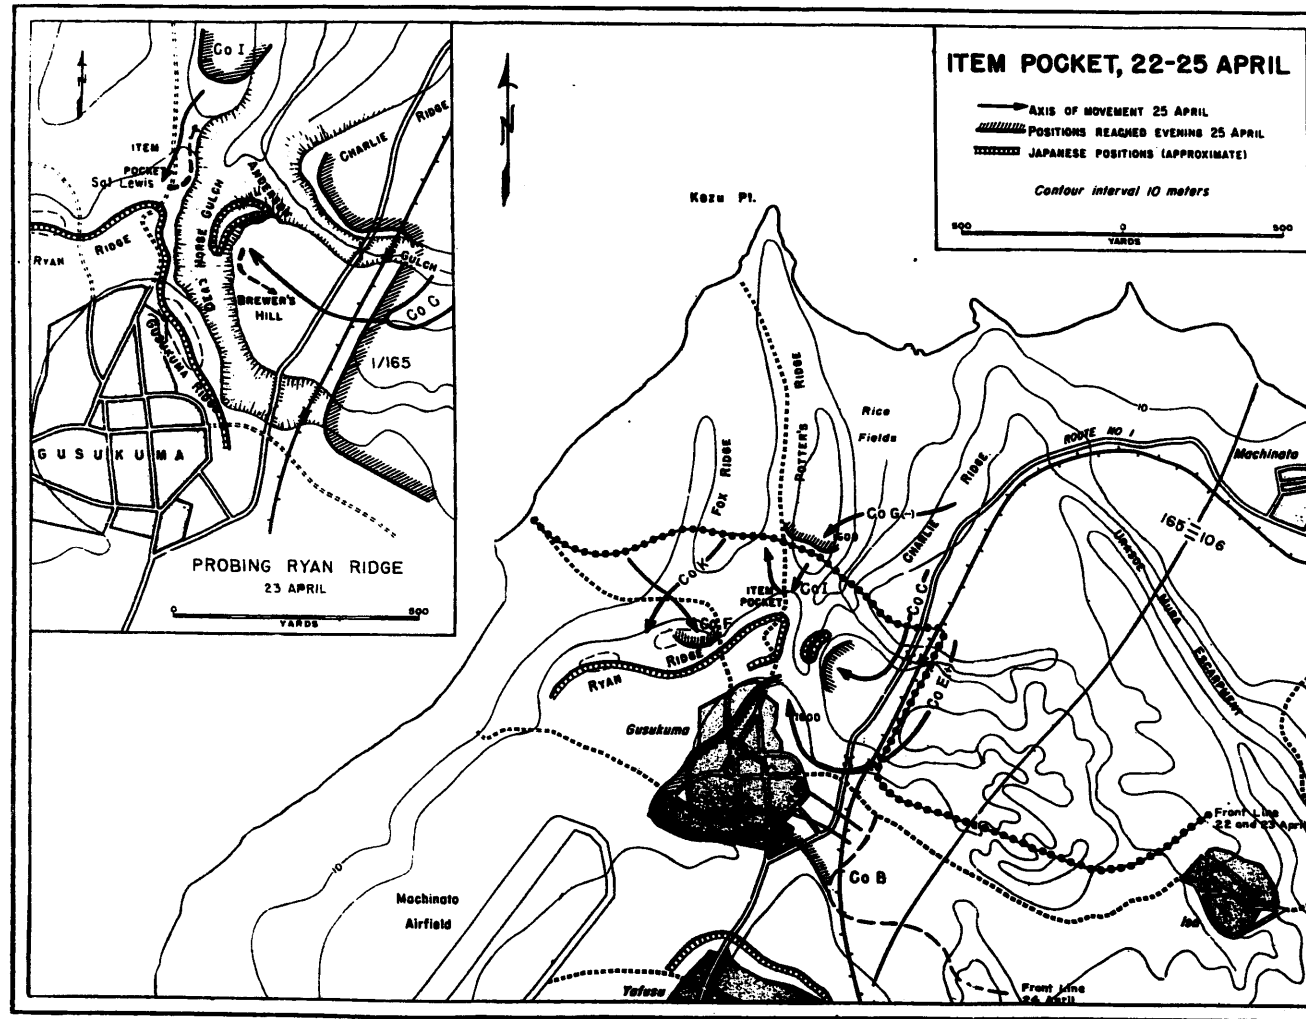 ITEM POCKET, 22-25 APRIL
AXIS OF MOVEMENT 25 APRIL
POSITIONS REACHED EVENING 25 APRIL
JAPANESE POSITIONS (APPROXIMATE)
Contour interval 10 meters
500 0 500
YARDS
N
Co I
CHARLIE RIDGE
ITEM
POCKET
Sgt Lewis
ANDERSON
GULCH
DEAD HORSE GULCH
RYAN RIDGE
BREWER'S
HILL
Co C
GUSUKUMA RIDGE
1/165
GUSUKUMA
PROBING RYAN RIDGE
23 APRIL
0 500
YARDS
N
Kezu Pt.
POTTER'S RIDGE
Rice
Fields
FOX RIDGE
10
ROUTE NO 1
Machinato
CHARLIE RIDGE
Co G(-)
165
106
Co K
Co I
ITEM
POCKET
Co C
Co F
RYAN RIDGE
Co E(-)
URASOE MURA ESCARPMENT
Gusukuma
Front Line
22 and 23 April
10
Machinato
Airfield
Co B
Isa
Yafusu
Front Line
24 April